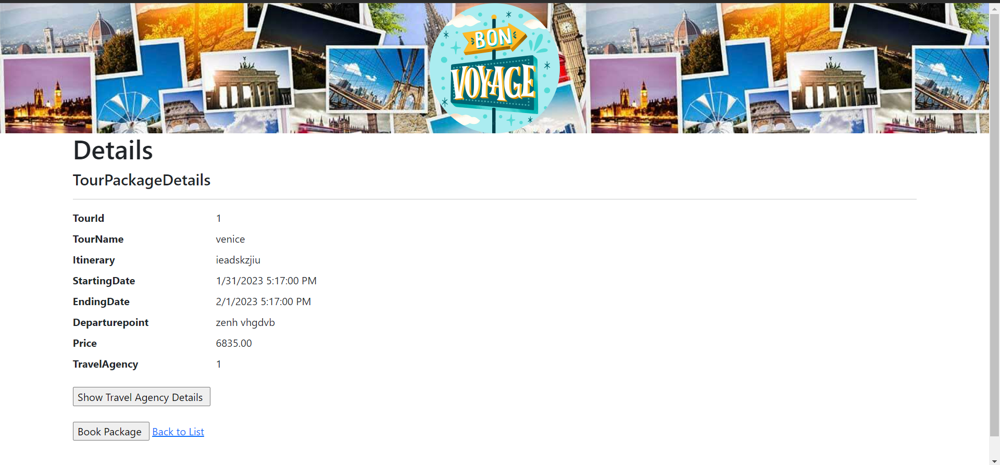 BON
VOYAGE
Details
TourPackageDetails
TourId 1
TourName venice
Itinerary ieadskzjiu
StartingDate 1/31/2023 5:17:00 PM
EndingDate 2/1/2023 5:17:00 PM
Departurepoint zenh vhgdvb
Price 6835.00
TravelAgency 1
Show Travel Agency Details
Book Package Back to List